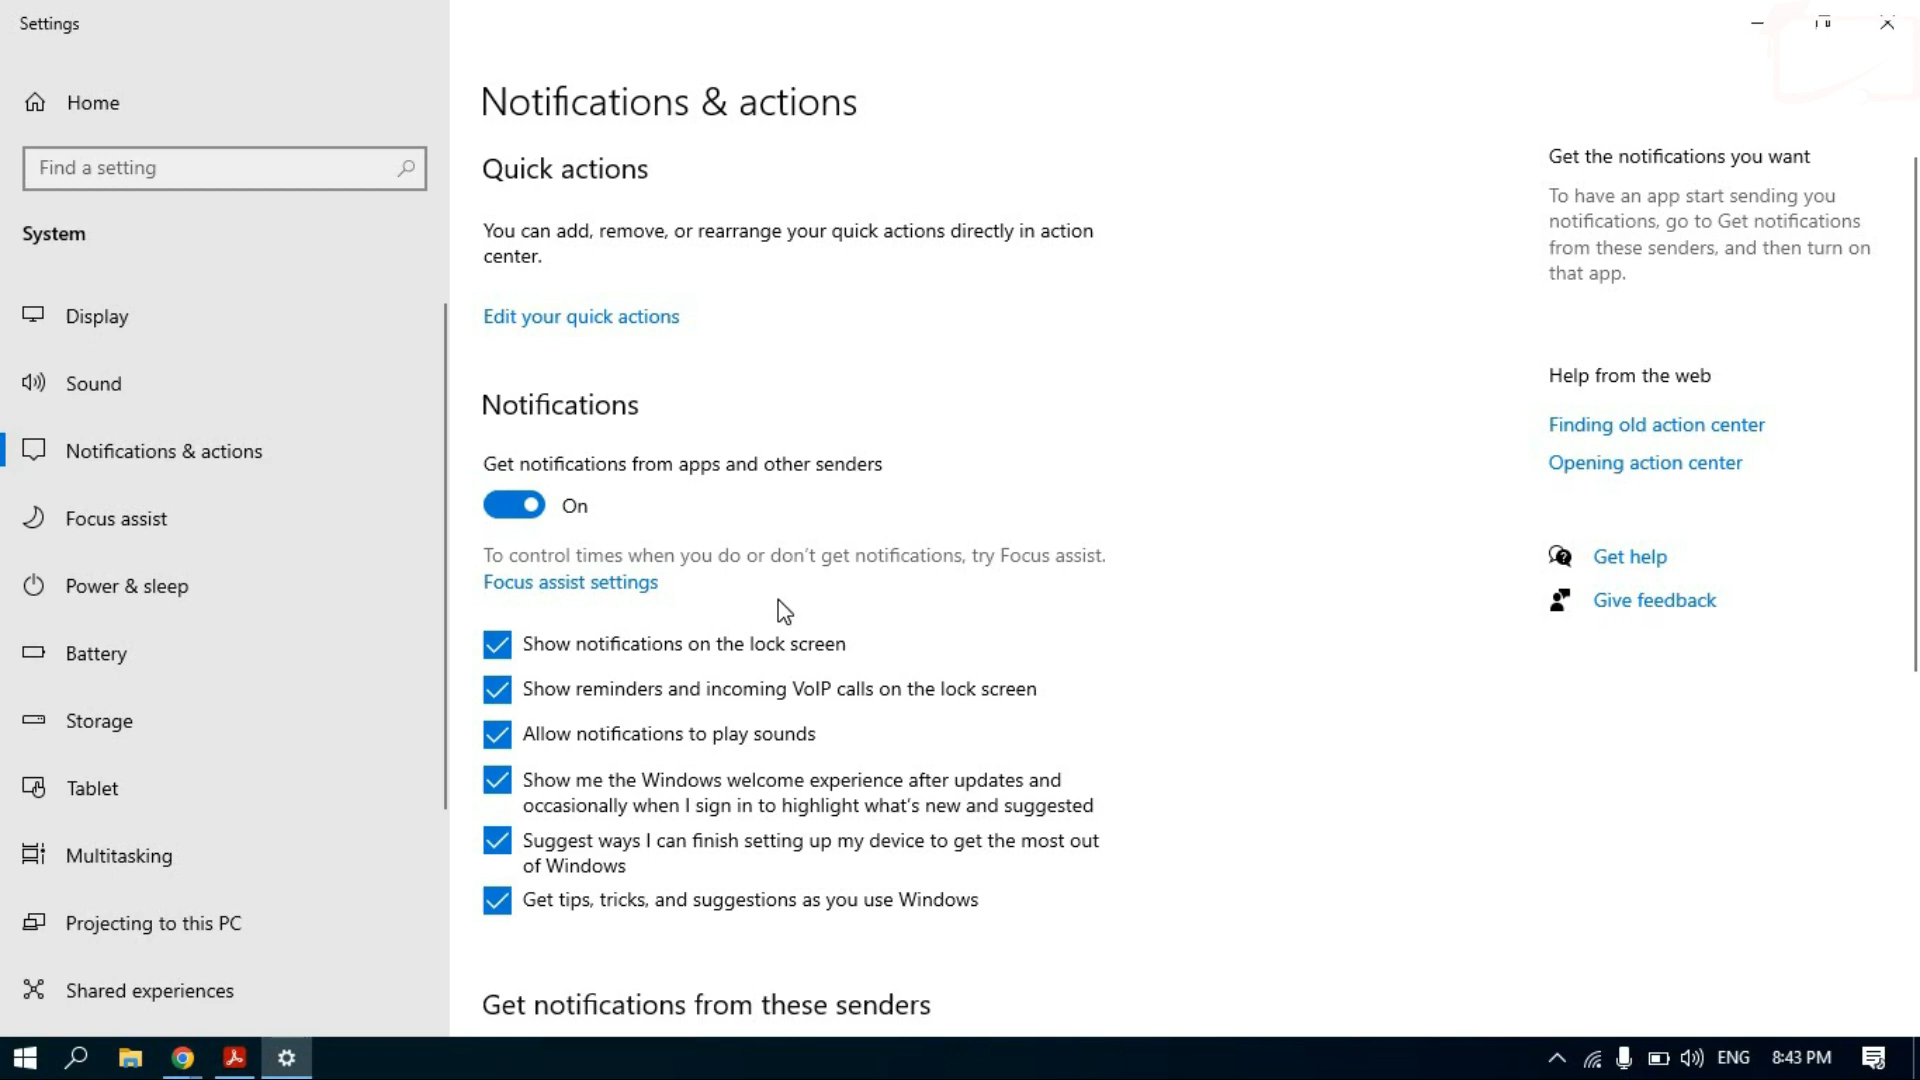 Settings
Home
Find a setting
System
Display
Sound
Notifications & actions
Focus assist
Power & sleep
Battery
Storage
Tablet
Multitasking
Projecting to this PC
Shared experiences
Notifications & actions
Quick actions
You can add, remove, or rearrange your quick actions directly in action
center.
Edit your quick actions
Notifications
Get notifications from apps and other senders
On
To control times when you do or don't get notifications, try Focus assist.
Focus assist settings
Show notifications on the lock screen
Show reminders and incoming VoIP calls on the lock screen
Allow notifications to play sounds
Show me the Windows welcome experience after updates and
occasionally when I sign in to highlight what's new and suggested
Suggest ways I can finish setting up my device to get the most out
of Windows
Get tips, tricks, and suggestions as you use Windows
Get notifications from these senders
Get the notifications you want
To have an app start sending you
notifications, go to Get notifications
from these senders, and then turn on
that app.
Help from the web
Finding old action center
Opening action center
Get help
Give feedback
ENG
8:43 PM